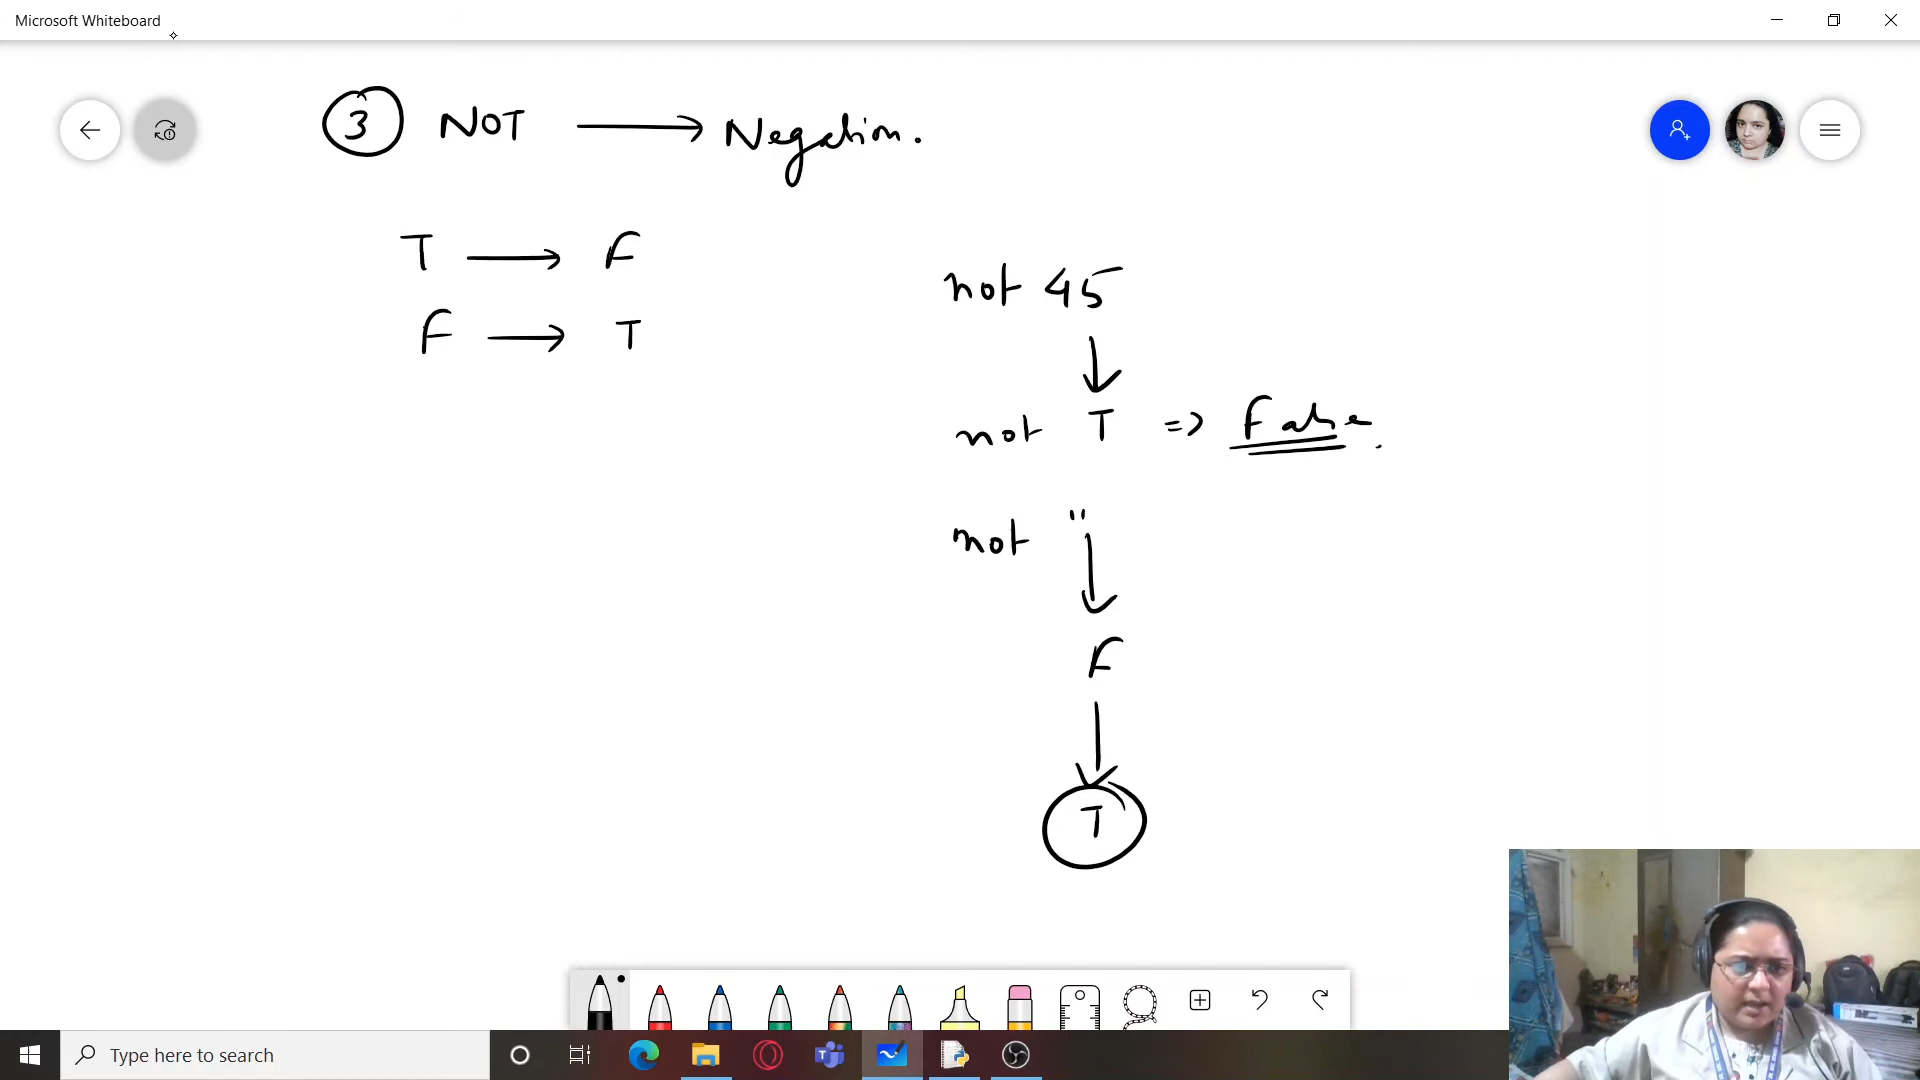 Microsoft Whiteboard
3 NOT → Negation.
T → F
F → T
not 45
↓
not T => False.
not ''
↓
F
↓
T
Type here to search